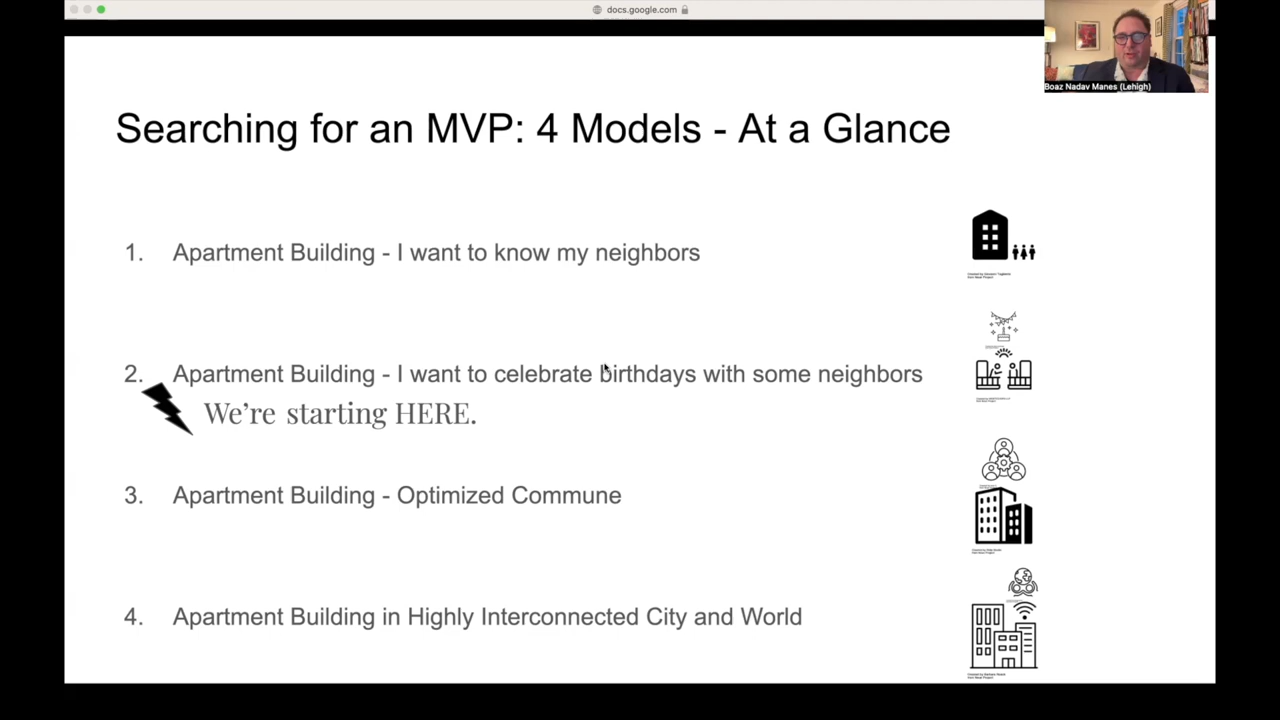 docs.google.com
Boaz Nadav Manes (Lehigh)
Searching for an MVP: 4 Models - At a Glance
1. Apartment Building - I want to know my neighbors
2. Apartment Building - I want to celebrate birthdays with some neighbors
We're starting HERE.
3. Apartment Building - Optimized Commune
4. Apartment Building in Highly Interconnected City and World